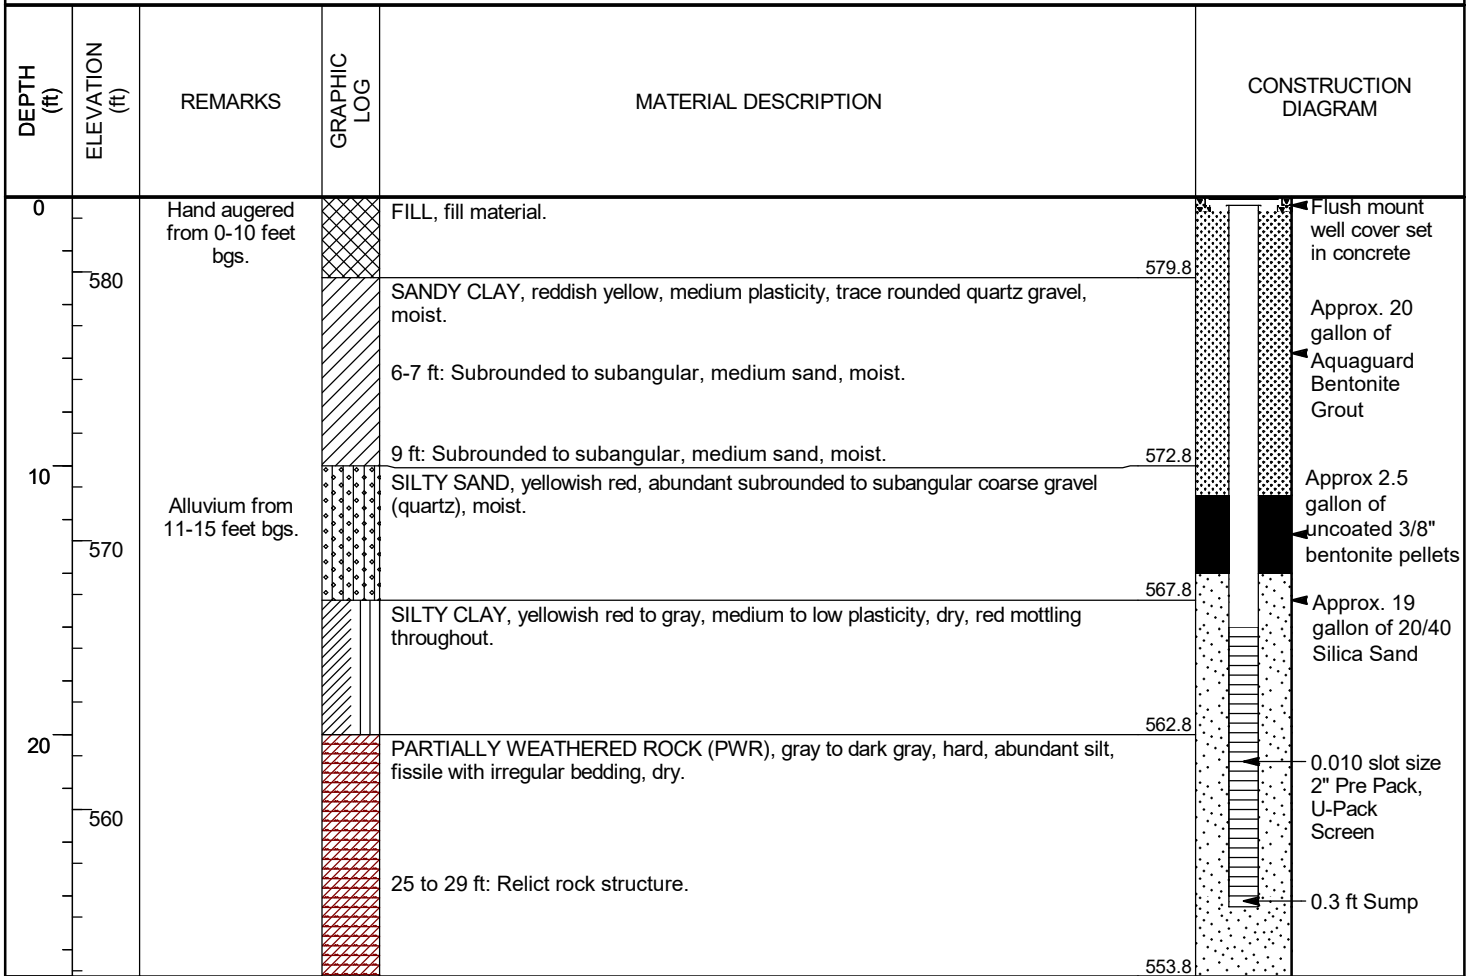 DEPTH
(ft)
ELEVATION
(ft)
REMARKS
GRAPHIC
LOG
MATERIAL DESCRIPTION
CONSTRUCTION
DIAGRAM
0
Hand augered
from 0-10 feet
bgs.
FILL, fill material.
Flush mount
well cover set
in concrete
579.8
580
SANDY CLAY, reddish yellow, medium plasticity, trace rounded quartz gravel,
moist.
Approx. 20
gallon of
Aquaguard
Bentonite
Grout
6-7 ft: Subrounded to subangular, medium sand, moist.
9 ft: Subrounded to subangular, medium sand, moist.
572.8
10
SILTY SAND, yellowish red, abundant subrounded to subangular coarse gravel
(quartz), moist.
Approx 2.5
gallon of
uncoated 3/8"
bentonite pellets
Alluvium from
11-15 feet bgs.
570
567.8
SILTY CLAY, yellowish red to gray, medium to low plasticity, dry, red mottling
throughout.
Approx. 19
gallon of 20/40
Silica Sand
562.8
20
PARTIALLY WEATHERED ROCK (PWR), gray to dark gray, hard, abundant silt,
fissile with irregular bedding, dry.
0.010 slot size
2" Pre Pack,
U-Pack
Screen
560
25 to 29 ft: Relict rock structure.
0.3 ft Sump
553.8